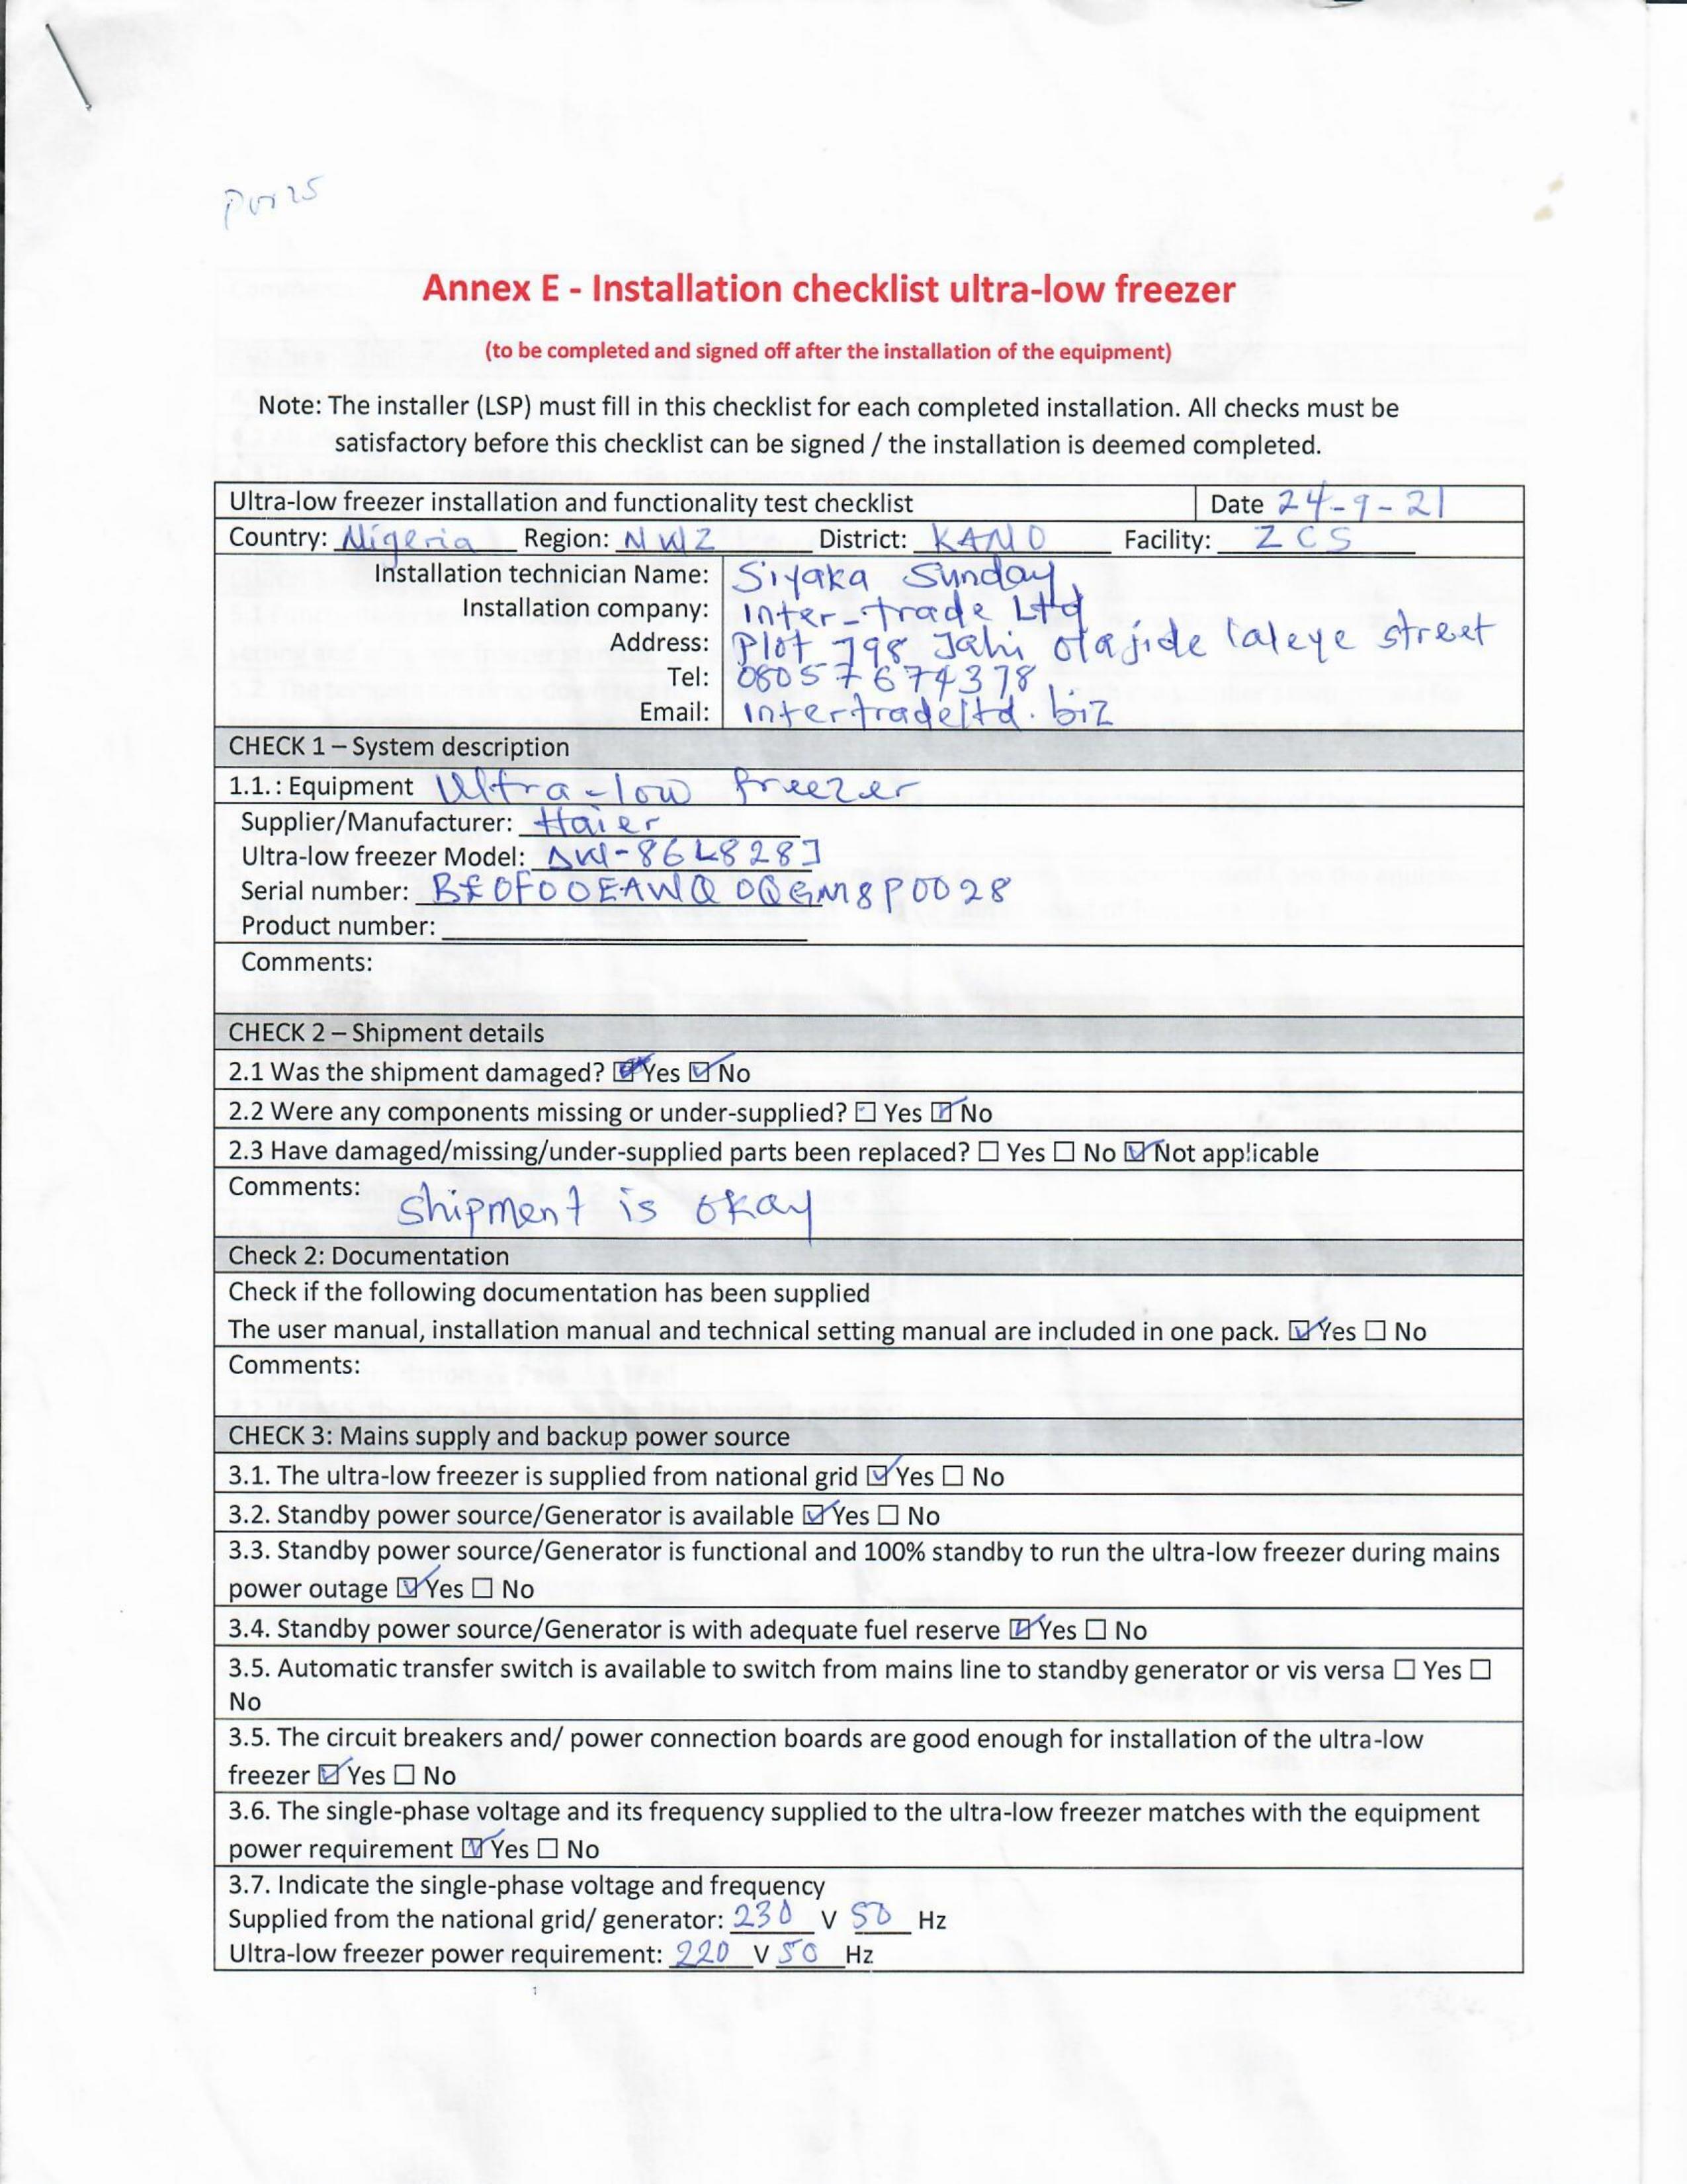 Annex E - Installation checklist ultra-low freezer
(to be completed and signed off after the installation of the equipment)
Note: The installer (LSP) must fill in this checklist for each completed installation. All checks must be
satisfactory before this checklist can be signed / the installation is deemed completed.
Ultra-low freezer installation and functionality test checklist Date 24-9-21
Country: Nigeria Region: NWZ District: KANO Facility: ZCS
Installation technician Name: Siyaka Sunday
Installation company: Inter-trade Ltd
Address: Plot 798 Jahi olajide laleye street
Tel: 08057674378
Email: intertradeltd.biz
CHECK 1 – System description
1.1.: Equipment Ultra-low freezer
Supplier/Manufacturer: Haier
Ultra-low freezer Model: DW-86L828J
Serial number:
Product number:
Comments:
CHECK 2 – Shipment details
2.1 Was the shipment damaged? ☑ Yes ☑ No
2.2 Were any components missing or under-supplied? ☐ Yes ☑ No
2.3 Have damaged/missing/under-supplied parts been replaced? ☐ Yes ☐ No ☑ Not applicable
Comments: shipment is okay
Check 2: Documentation
Check if the following documentation has been supplied
The user manual, installation manual and technical setting manual are included in one pack. ☑ Yes ☐ No
Comments:
CHECK 3: Mains supply and backup power source
3.1. The ultra-low freezer is supplied from national grid ☑ Yes ☐ No
3.2. Standby power source/Generator is available ☑ Yes ☐ No
3.3. Standby power source/Generator is functional and 100% standby to run the ultra-low freezer during mains
power outage ☑ Yes ☐ No
3.4. Standby power source/Generator is with adequate fuel reserve ☑ Yes ☐ No
3.5. Automatic transfer switch is available to switch from mains line to standby generator or vis versa ☐ Yes ☐
No
3.5. The circuit breakers and/ power connection boards are good enough for installation of the ultra-low
freezer ☑ Yes ☐ No
3.6. The single-phase voltage and its frequency supplied to the ultra-low freezer matches with the equipment
power requirement ☑ Yes ☐ No
3.7. Indicate the single-phase voltage and frequency
Supplied from the national grid/ generator: 230 V 50 Hz
Ultra-low freezer power requirement: 220 V 50 Hz